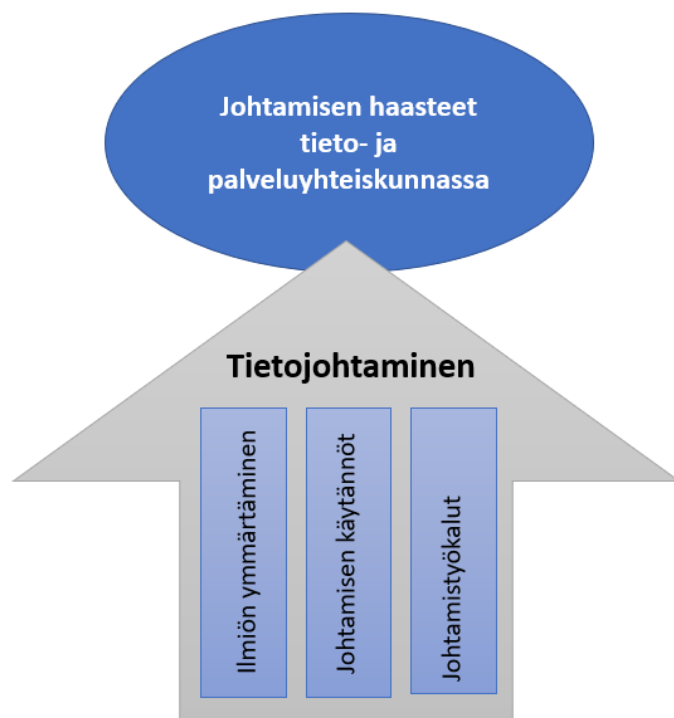 Johtamisen haasteet
tieto- ja
palveluyhteiskunnassa
Tietojohtaminen
Ilmiön ymmärtäminen
Johtamisen käytännöt
Johtamistyökalut